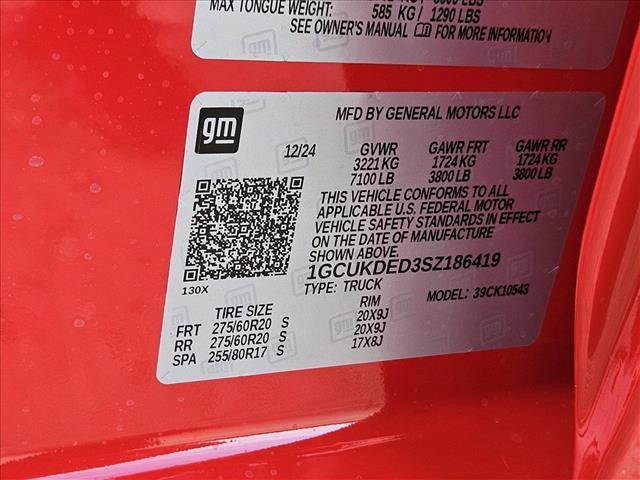 MAX TONGUE WEIGHT:
585 KG / 1290 LBS
SEE OWNER'S MANUAL FOR MORE INFORMATION
gm
MFD BY GENERAL MOTORS LLC
12/24 GVWR GAWR FRT GAWR RR
3221 KG 1724 KG 1724 KG
7100 LB 3800 LB 3800 LB
THIS VEHICLE CONFORMS TO ALL
APPLICABLE U.S. FEDERAL MOTOR
VEHICLE SAFETY STANDARDS IN EFFECT
ON THE DATE OF MANUFACTURE
SHOWN ABOVE.
1GCUKDED3SZ186419
130X
TYPE: TRUCK MODEL: 39CK10543
TIRE SIZE RIM
FRT 275/60R20 S 20X9J
RR 275/60R20 S 20X9J
SPA 255/80R17 S 17X8J